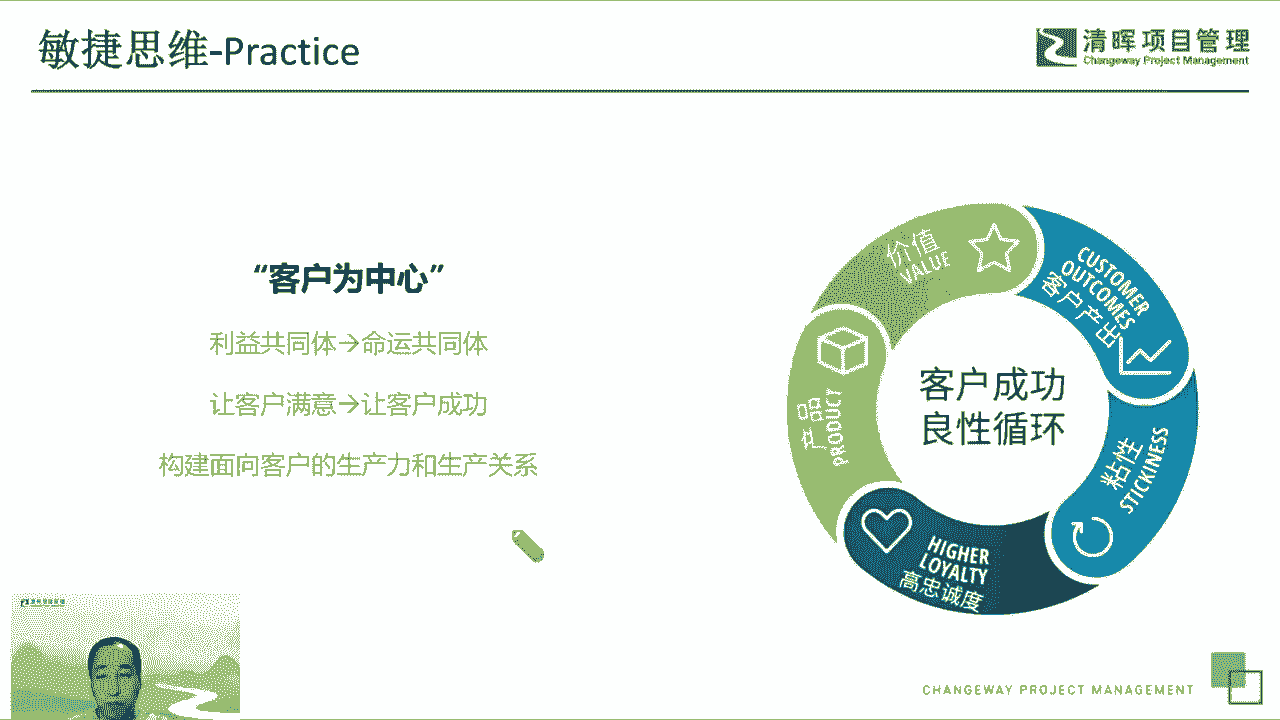 敏捷思维-Practice
清晖项目管理
Changeway Project Management
“客户为中心”
利益共同体→命运共同体
让客户满意→让客户成功
构建面向客户的生产力和生产关系
价值
VALUE
CUSTOMER
OUTCOMES
客户产出
产品
PRODUCT
客户成功
良性循环
粘性
STICKINESS
HIGHER
LOYALTY
高忠诚度
CHANGEWAY PROJECT MANAGEMENT